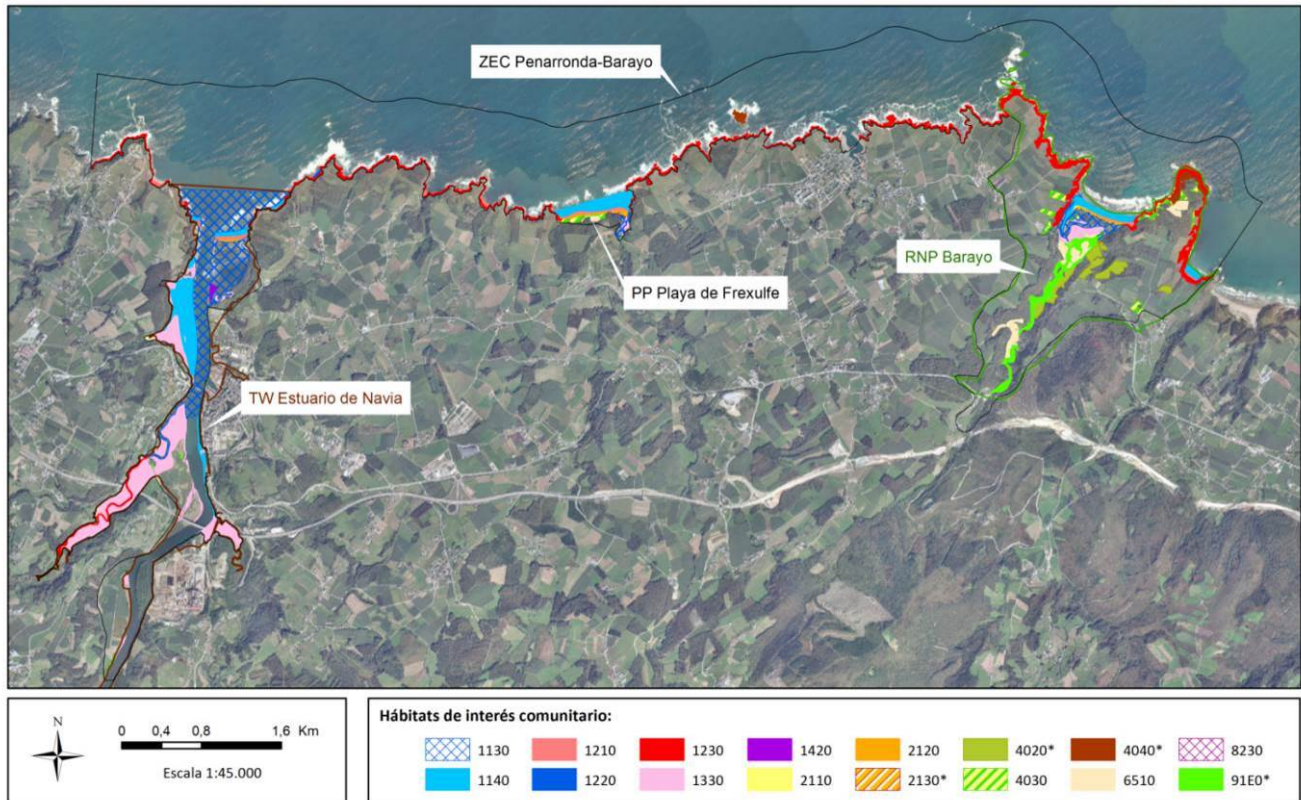 ZEC Penarronda-Barayo
RNP Barayo
PP Playa de Frexulfe
TW Estuario de Navia
N
0 0,4 0,8 1,6 Km
Escala 1:45.000
Hábitats de interés comunitario:
1130 1210 1230 1420 2120 4020* 4040* 8230
1140 1220 1330 2110 2130* 4030 6510 91E0*